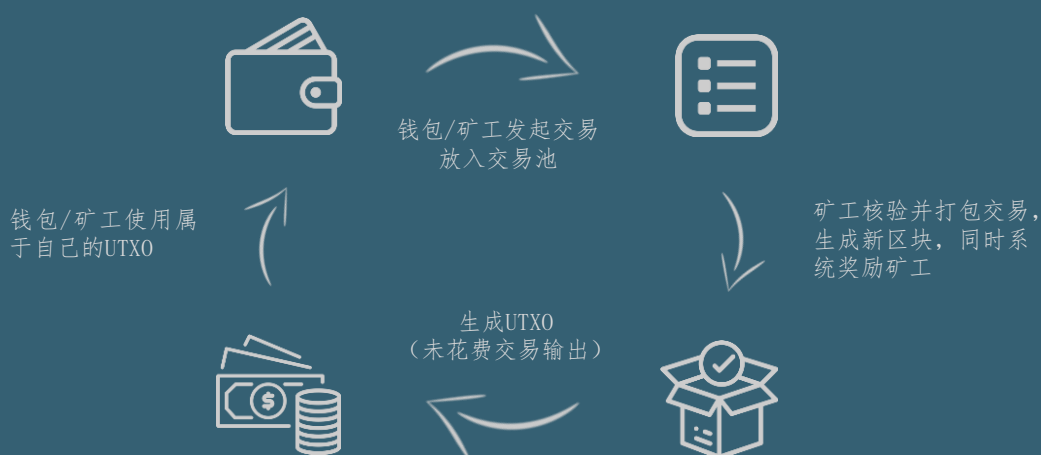 钱包/矿工发起交易
放入交易池
钱包/矿工使用属
于自己的UTXO
矿工核验并打包交易，
生成新区块，同时系
统奖励矿工
生成UTXO
（未花费交易输出）
$